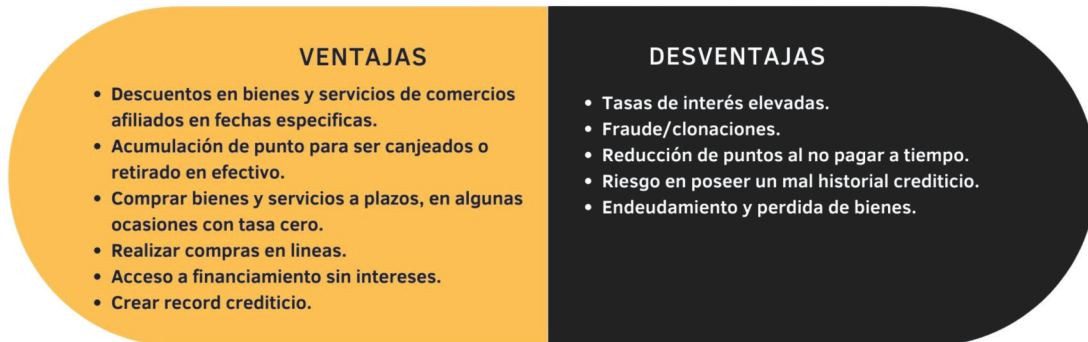 VENTAJAS
• Descuentos en bienes y servicios de comercios
afiliados en fechas especificas.
• Acumulación de punto para ser canjeados o
retirado en efectivo.
• Comprar bienes y servicios a plazos, en algunas
ocasiones con tasa cero.
• Realizar compras en lineas.
• Acceso a financiamiento sin intereses.
• Crear record crediticio.
DESVENTAJAS
• Tasas de interés elevadas.
• Fraude/clonaciones.
• Reducción de puntos al no pagar a tiempo.
• Riesgo en poseer un mal historial crediticio.
• Endeudamiento y perdida de bienes.